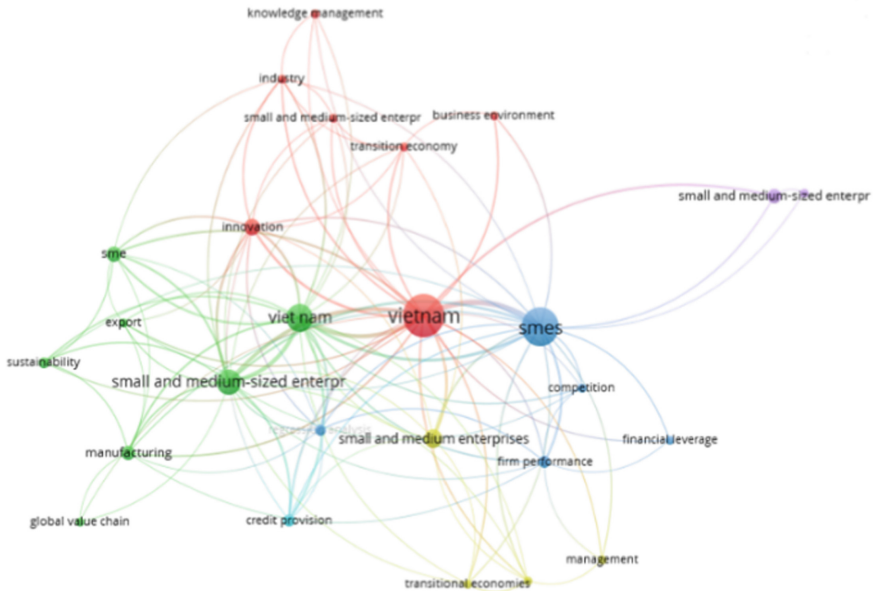 knowledge management
industry
small and medium-sized enterpr
business environment
transition economy
small and medium-sized enterpr
innovation
sme
viet nam
vietnam
export
smes
sustainability
small and medium-sized enterpr
competition
regression analysis
small and medium enterprises
financial leverage
manufacturing
firm performance
global value chain
credit provision
management
transitional economies